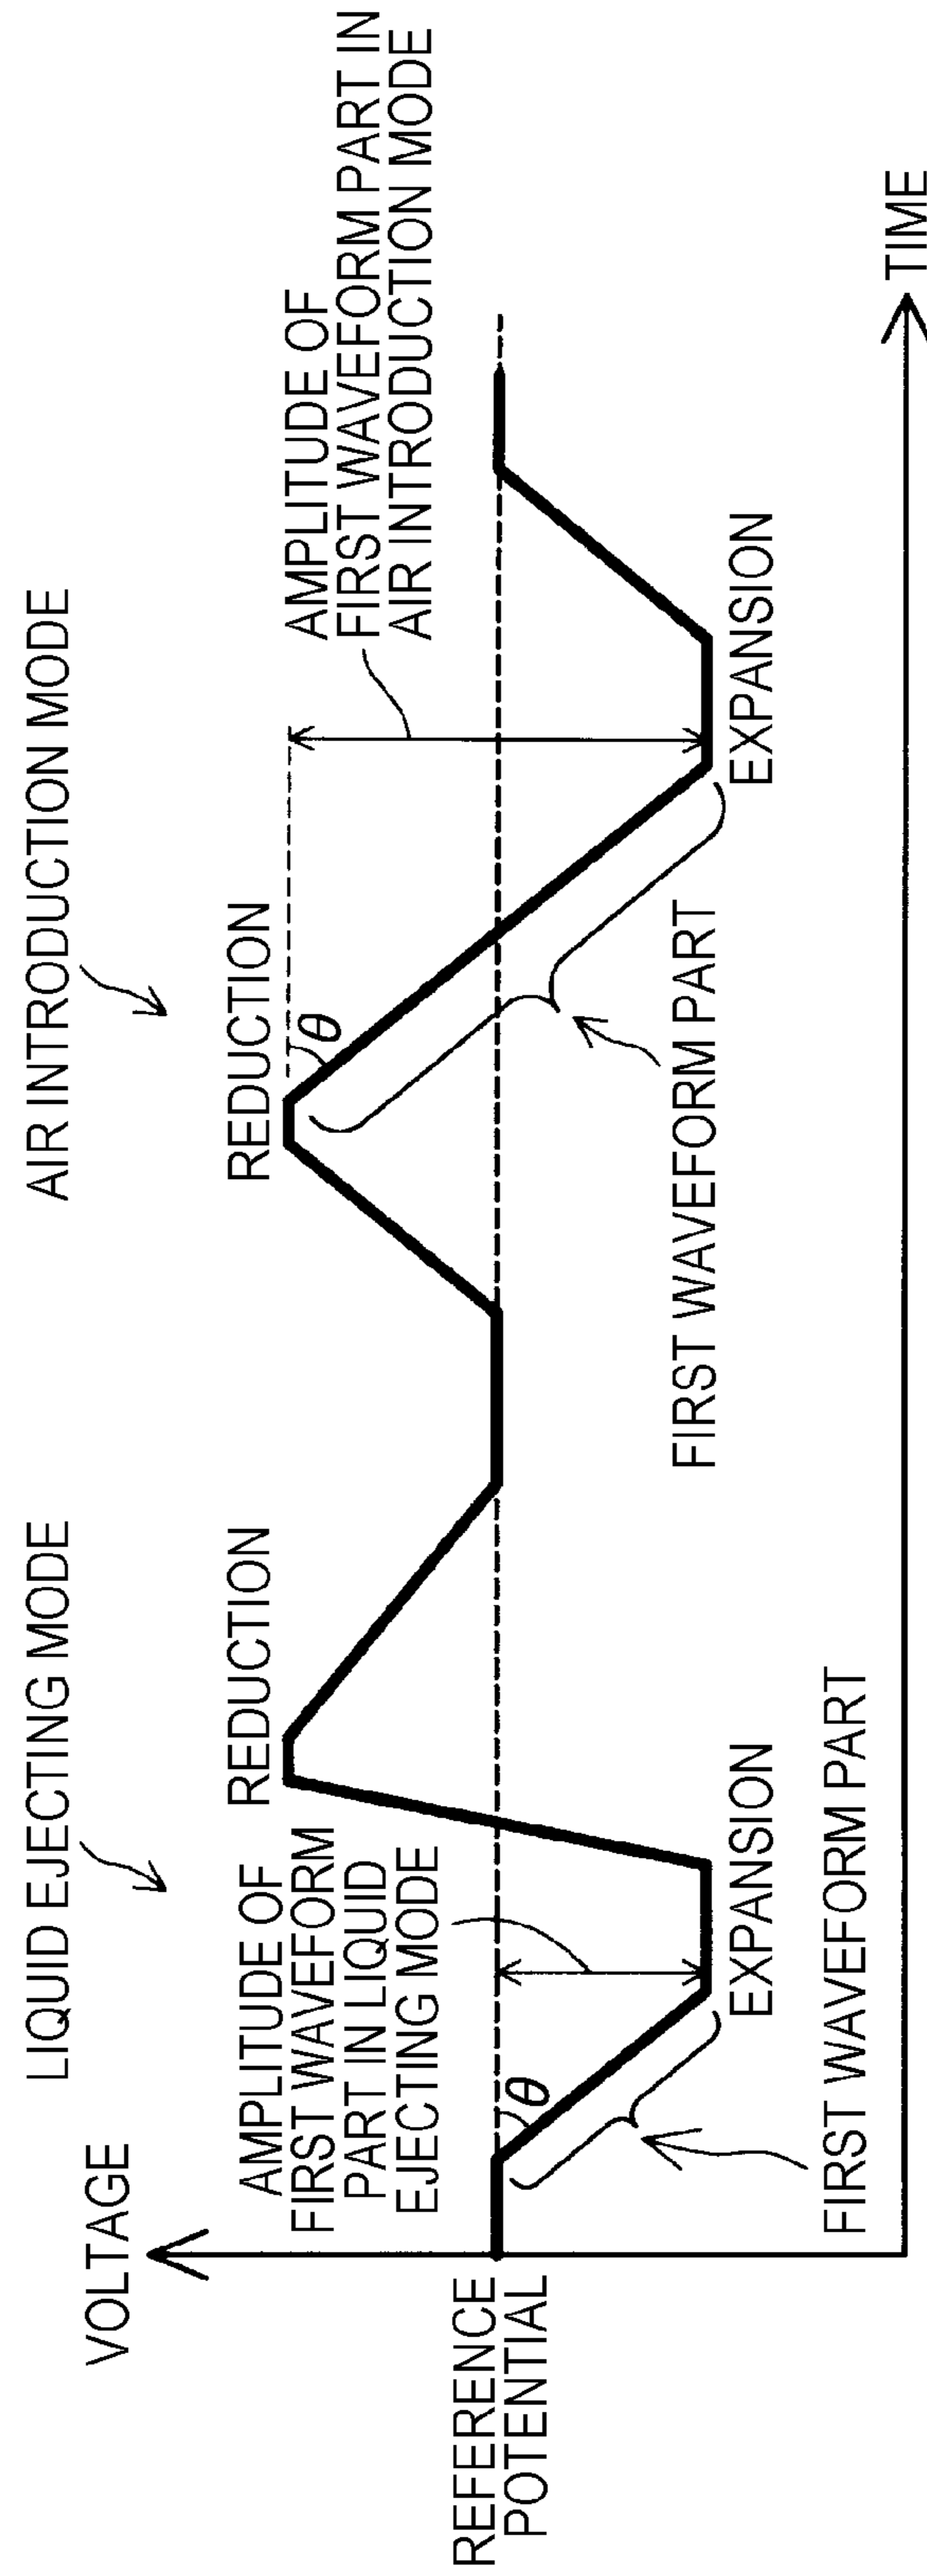 VOLTAGE
LIQUID EJECTING MODE
AIR INTRODUCTION MODE
AMPLITUDE OF
FIRST WAVEFORM
PART IN LIQUID
EJECTING MODE
REDUCTION
REDUCTION
AMPLITUDE OF
FIRST WAVEFORM PART IN
AIR INTRODUCTION MODE
θ
REFERENCE
POTENTIAL
θ
EXPANSION
EXPANSION
FIRST WAVEFORM PART
FIRST WAVEFORM PART
TIME